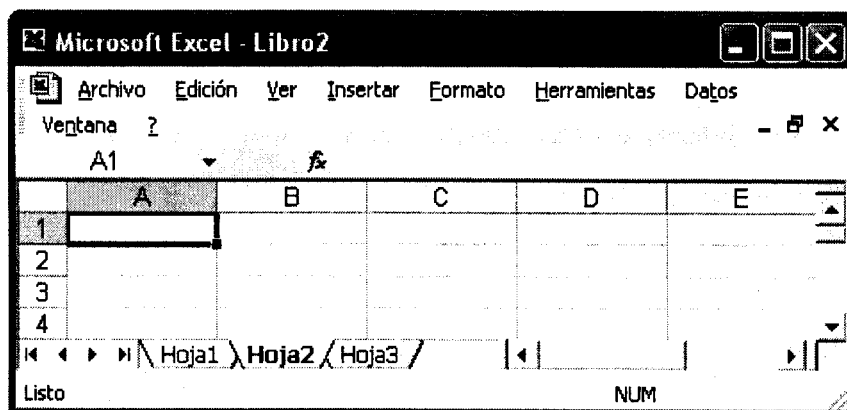 Microsoft Excel - Libro2
Archivo Edición Ver Insertar Formato Herramientas Datos
Ventana ?
A1 fx
A B C D E
1
2
3
4
Hoja1 Hoja2 Hoja3
Listo NUM